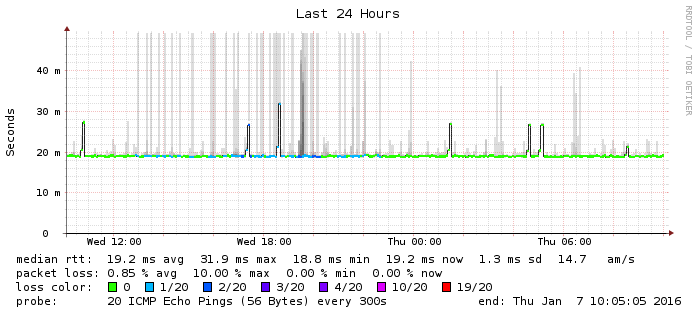 Last 24 Hours
RRDTOOL / TOBI OETIKER
Seconds
40 m
30 m
20 m
10 m
0
Wed 12:00 Wed 18:00 Thu 00:00 Thu 06:00
median rtt: 19.2 ms avg 31.9 ms max 18.8 ms min 19.2 ms now 1.3 ms sd 14.7 am/s
packet loss: 0.85 % avg 10.00 % max 0.00 % min 0.00 % now
loss color: 0 1/20 2/20 3/20 4/20 10/20 19/20
probe: 20 ICMP Echo Pings (56 Bytes) every 300s end: Thu Jan 7 10:05:05 2016